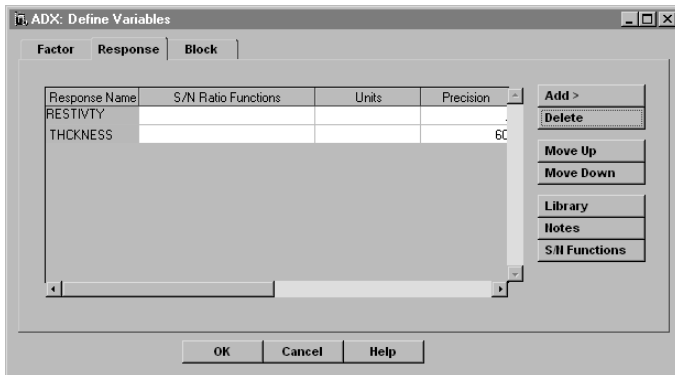 ADX: Define Variables
Factor Response Block
Response Name S/N Ratio Functions Units Precision
RESTIVTY .
THCKNESS 60
Add >
Delete
Move Up
Move Down
Library
Notes
S/N Functions
OK Cancel Help